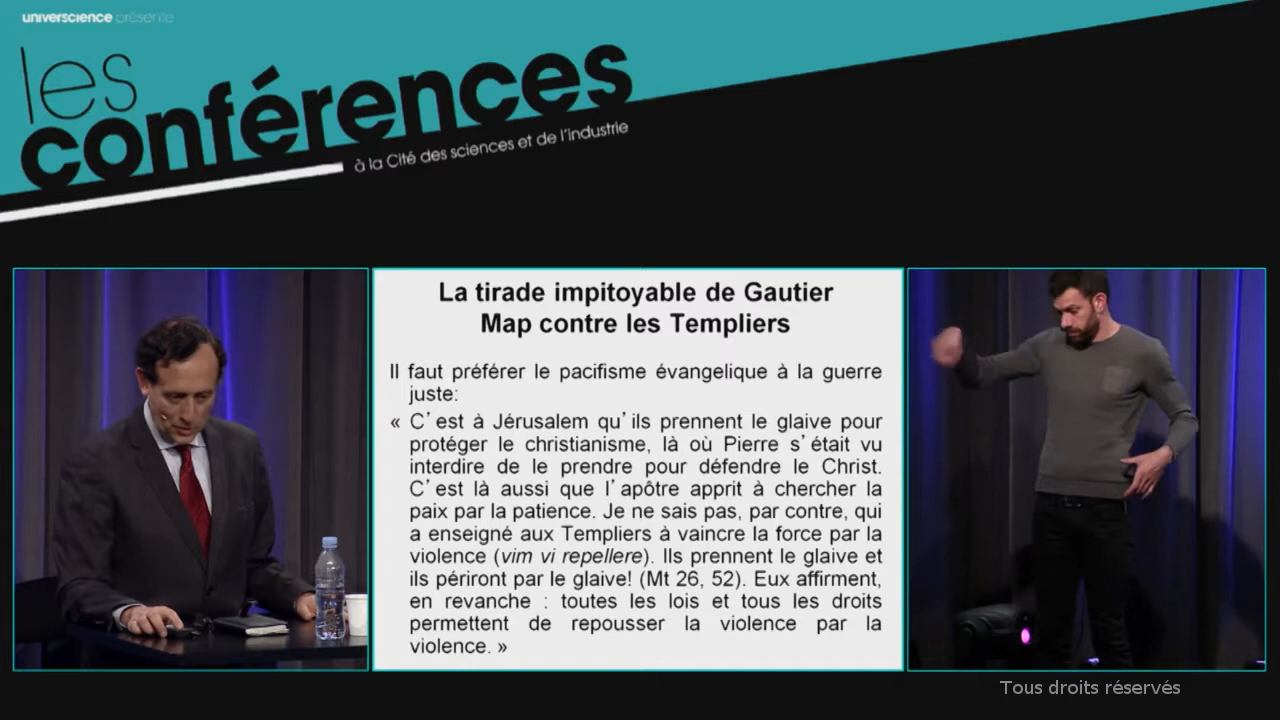 universcience présente
les
conférences
à la Cité des sciences et de l'industrie
La tirade impitoyable de Gautier
Map contre les Templiers
Il faut préférer le pacifisme évangelique à la guerre
juste:
« C’est à Jérusalem qu’ils prennent le glaive pour
protéger le christianisme, là où Pierre s’était vu
interdire de le prendre pour défendre le Christ.
C’est là aussi que l’apôtre apprit à chercher la
paix par la patience. Je ne sais pas, par contre, qui
a enseigné aux Templiers à vaincre la force par la
violence (vim vi repellere). Ils prennent le glaive et
ils périront par le glaive! (Mt 26, 52). Eux affirment,
en revanche : toutes les lois et tous les droits
permettent de repousser la violence par la
violence. »
Tous droits réservés